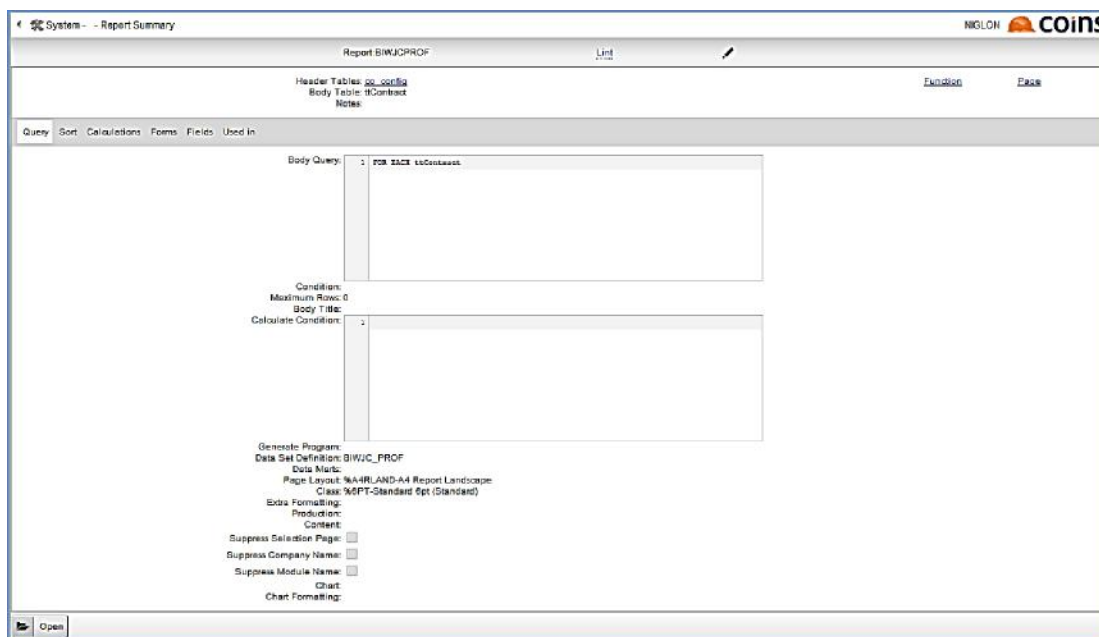 System - - Report Summary
NIGLON COINS
Report:BIWJCPROF Lint
Header Tables: co_config Function Page
Body Table: ttContract
Notes:
Query Sort Calculations Forms Fields Used in
Body Query: 1 FOR EACH ttContract
Condition:
Maximum Rows: 0
Body Title:
Calculate Condition: 1
Generate Program:
Data Set Definition: BIWJC_PROF
Data Marts:
Page Layout: %A4RLAND-A4 Report Landscape
Class: %6PT-Standard 6pt (Standard)
Extra Formatting:
Production:
Content:
Suppress Selection Page:
Suppress Company Name:
Suppress Module Name:
Chart:
Chart Formatting:
Open